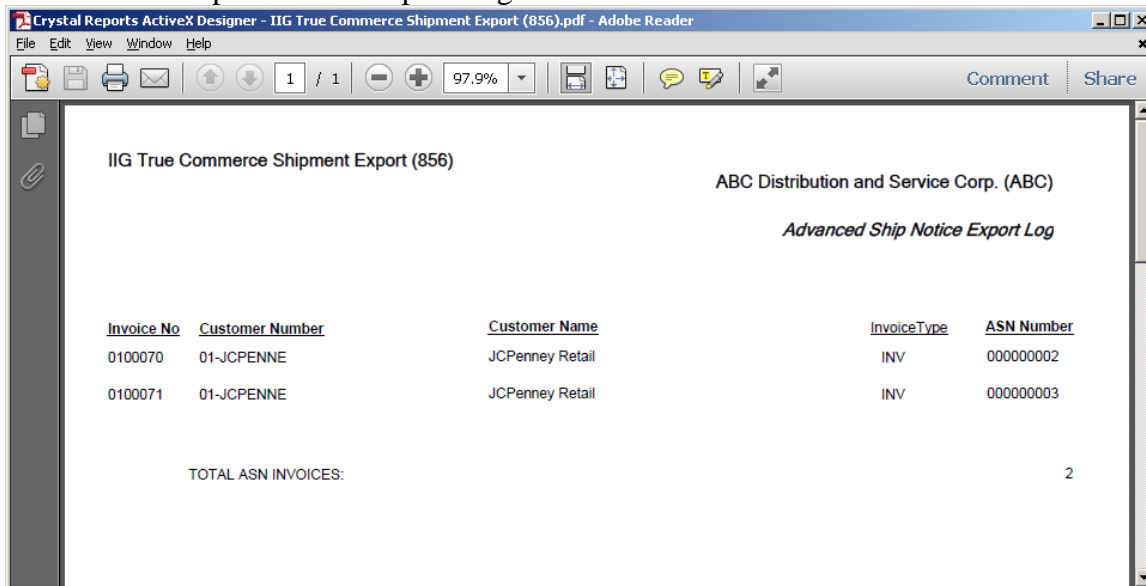 Crystal Reports ActiveX Designer - IIG True Commerce Shipment Export (856).pdf - Adobe Reader
File Edit View Window Help
1 / 1 97.9% Comment Share
IIG True Commerce Shipment Export (856)
ABC Distribution and Service Corp. (ABC)
Advanced Ship Notice Export Log
Invoice No Customer Number Customer Name InvoiceType ASN Number
0100070 01-JCPENNE JCPenney Retail INV 000000002
0100071 01-JCPENNE JCPenney Retail INV 000000003
TOTAL ASN INVOICES: 2